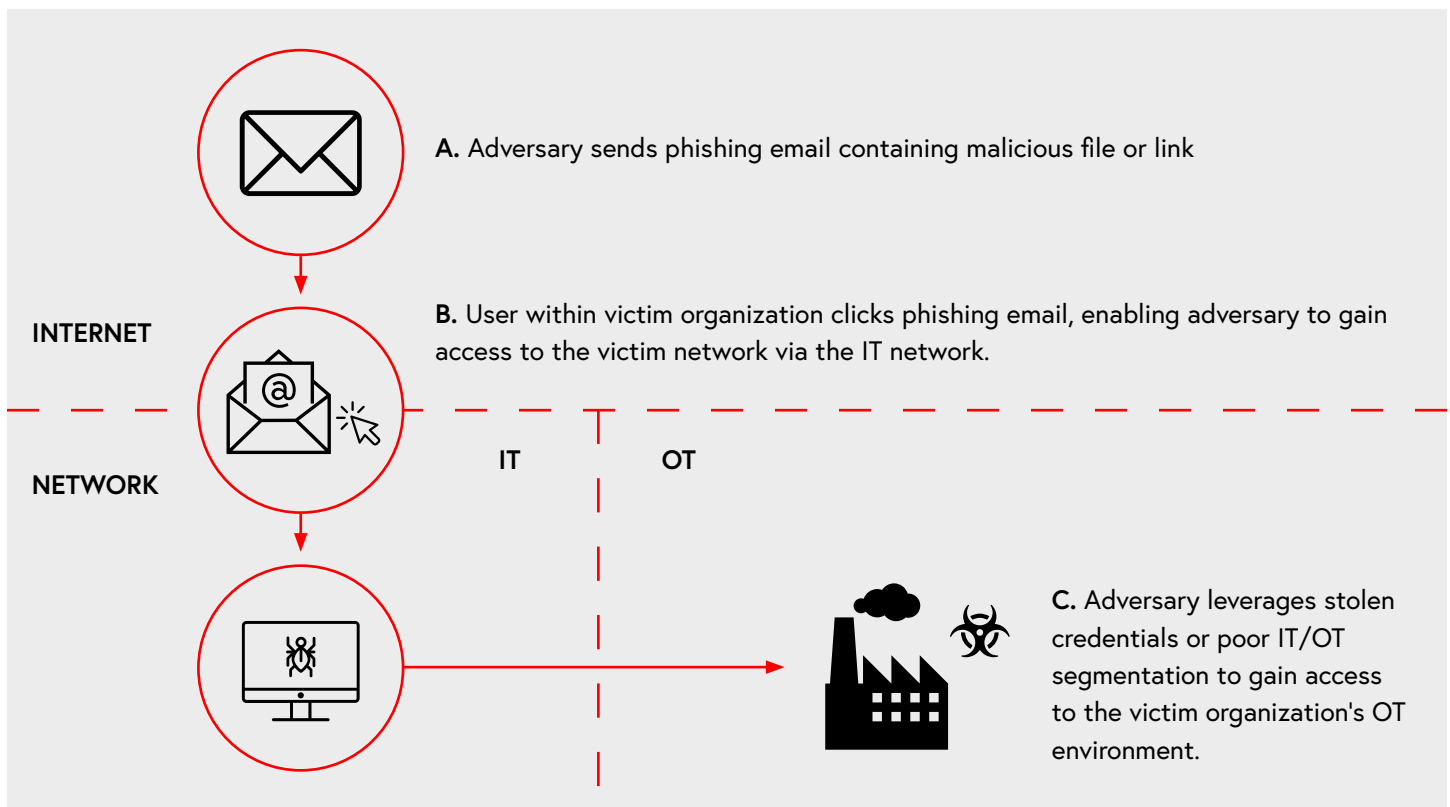 A. Adversary sends phishing email containing malicious file or link
B. User within victim organization clicks phishing email, enabling adversary to gain
access to the victim network via the IT network.
INTERNET
@
NETWORK
IT
OT
C. Adversary leverages stolen
credentials or poor IT/OT
segmentation to gain access
to the victim organization's OT
environment.